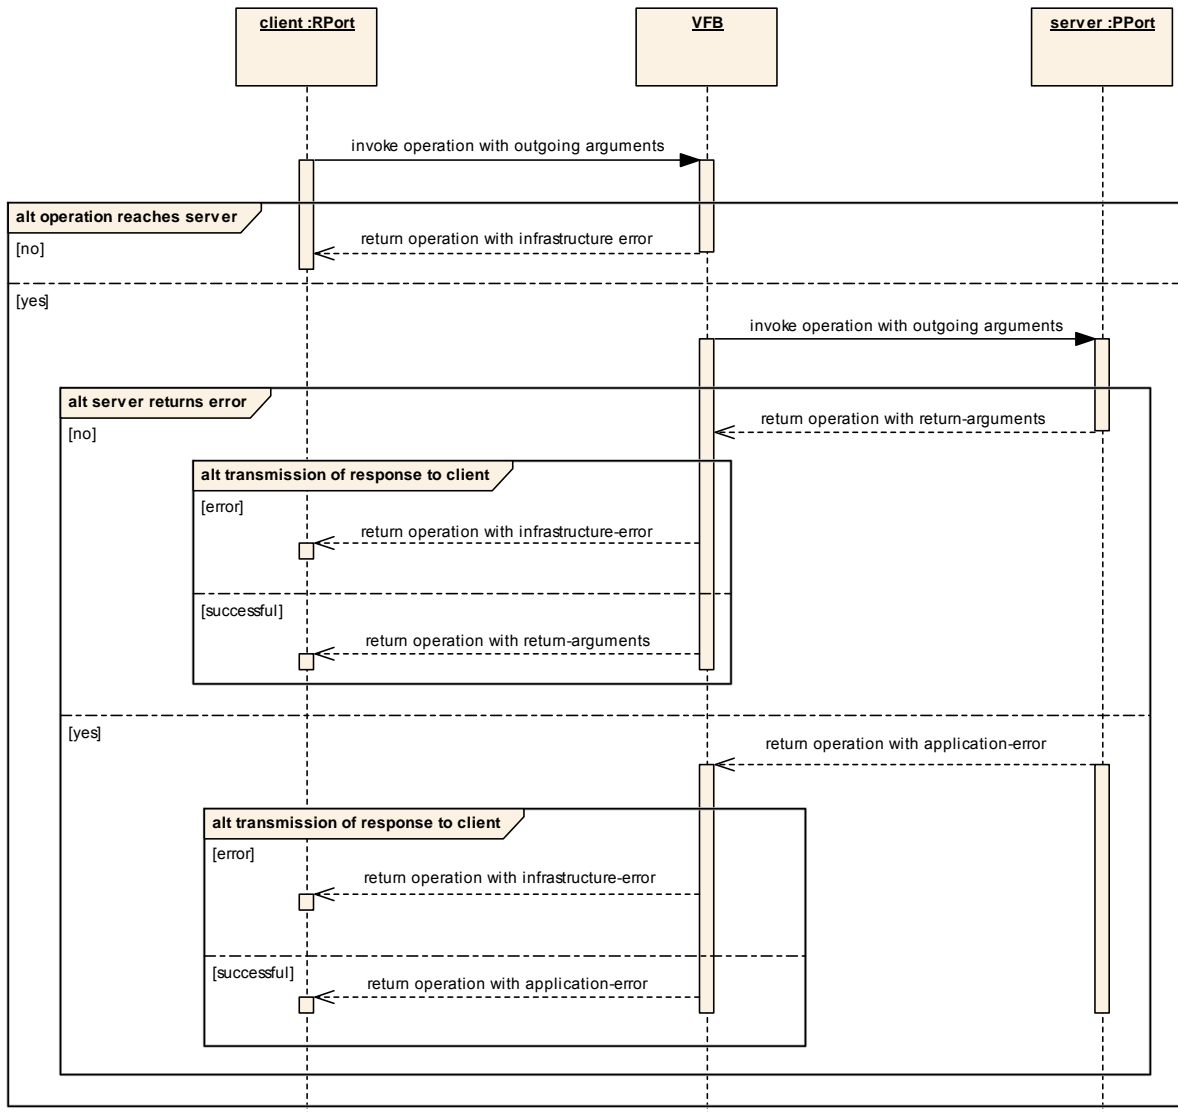 client :RPort
VFB
server :PPort
invoke operation with outgoing arguments
alt operation reaches server
[no]
return operation with infrastructure error
[yes]
invoke operation with outgoing arguments
alt server returns error
[no]
return operation with return-arguments
alt transmission of response to client
[error]
return operation with infrastructure-error
[successful]
return operation with return-arguments
[yes]
return operation with application-error
alt transmission of response to client
[error]
return operation with infrastructure-error
[successful]
return operation with application-error